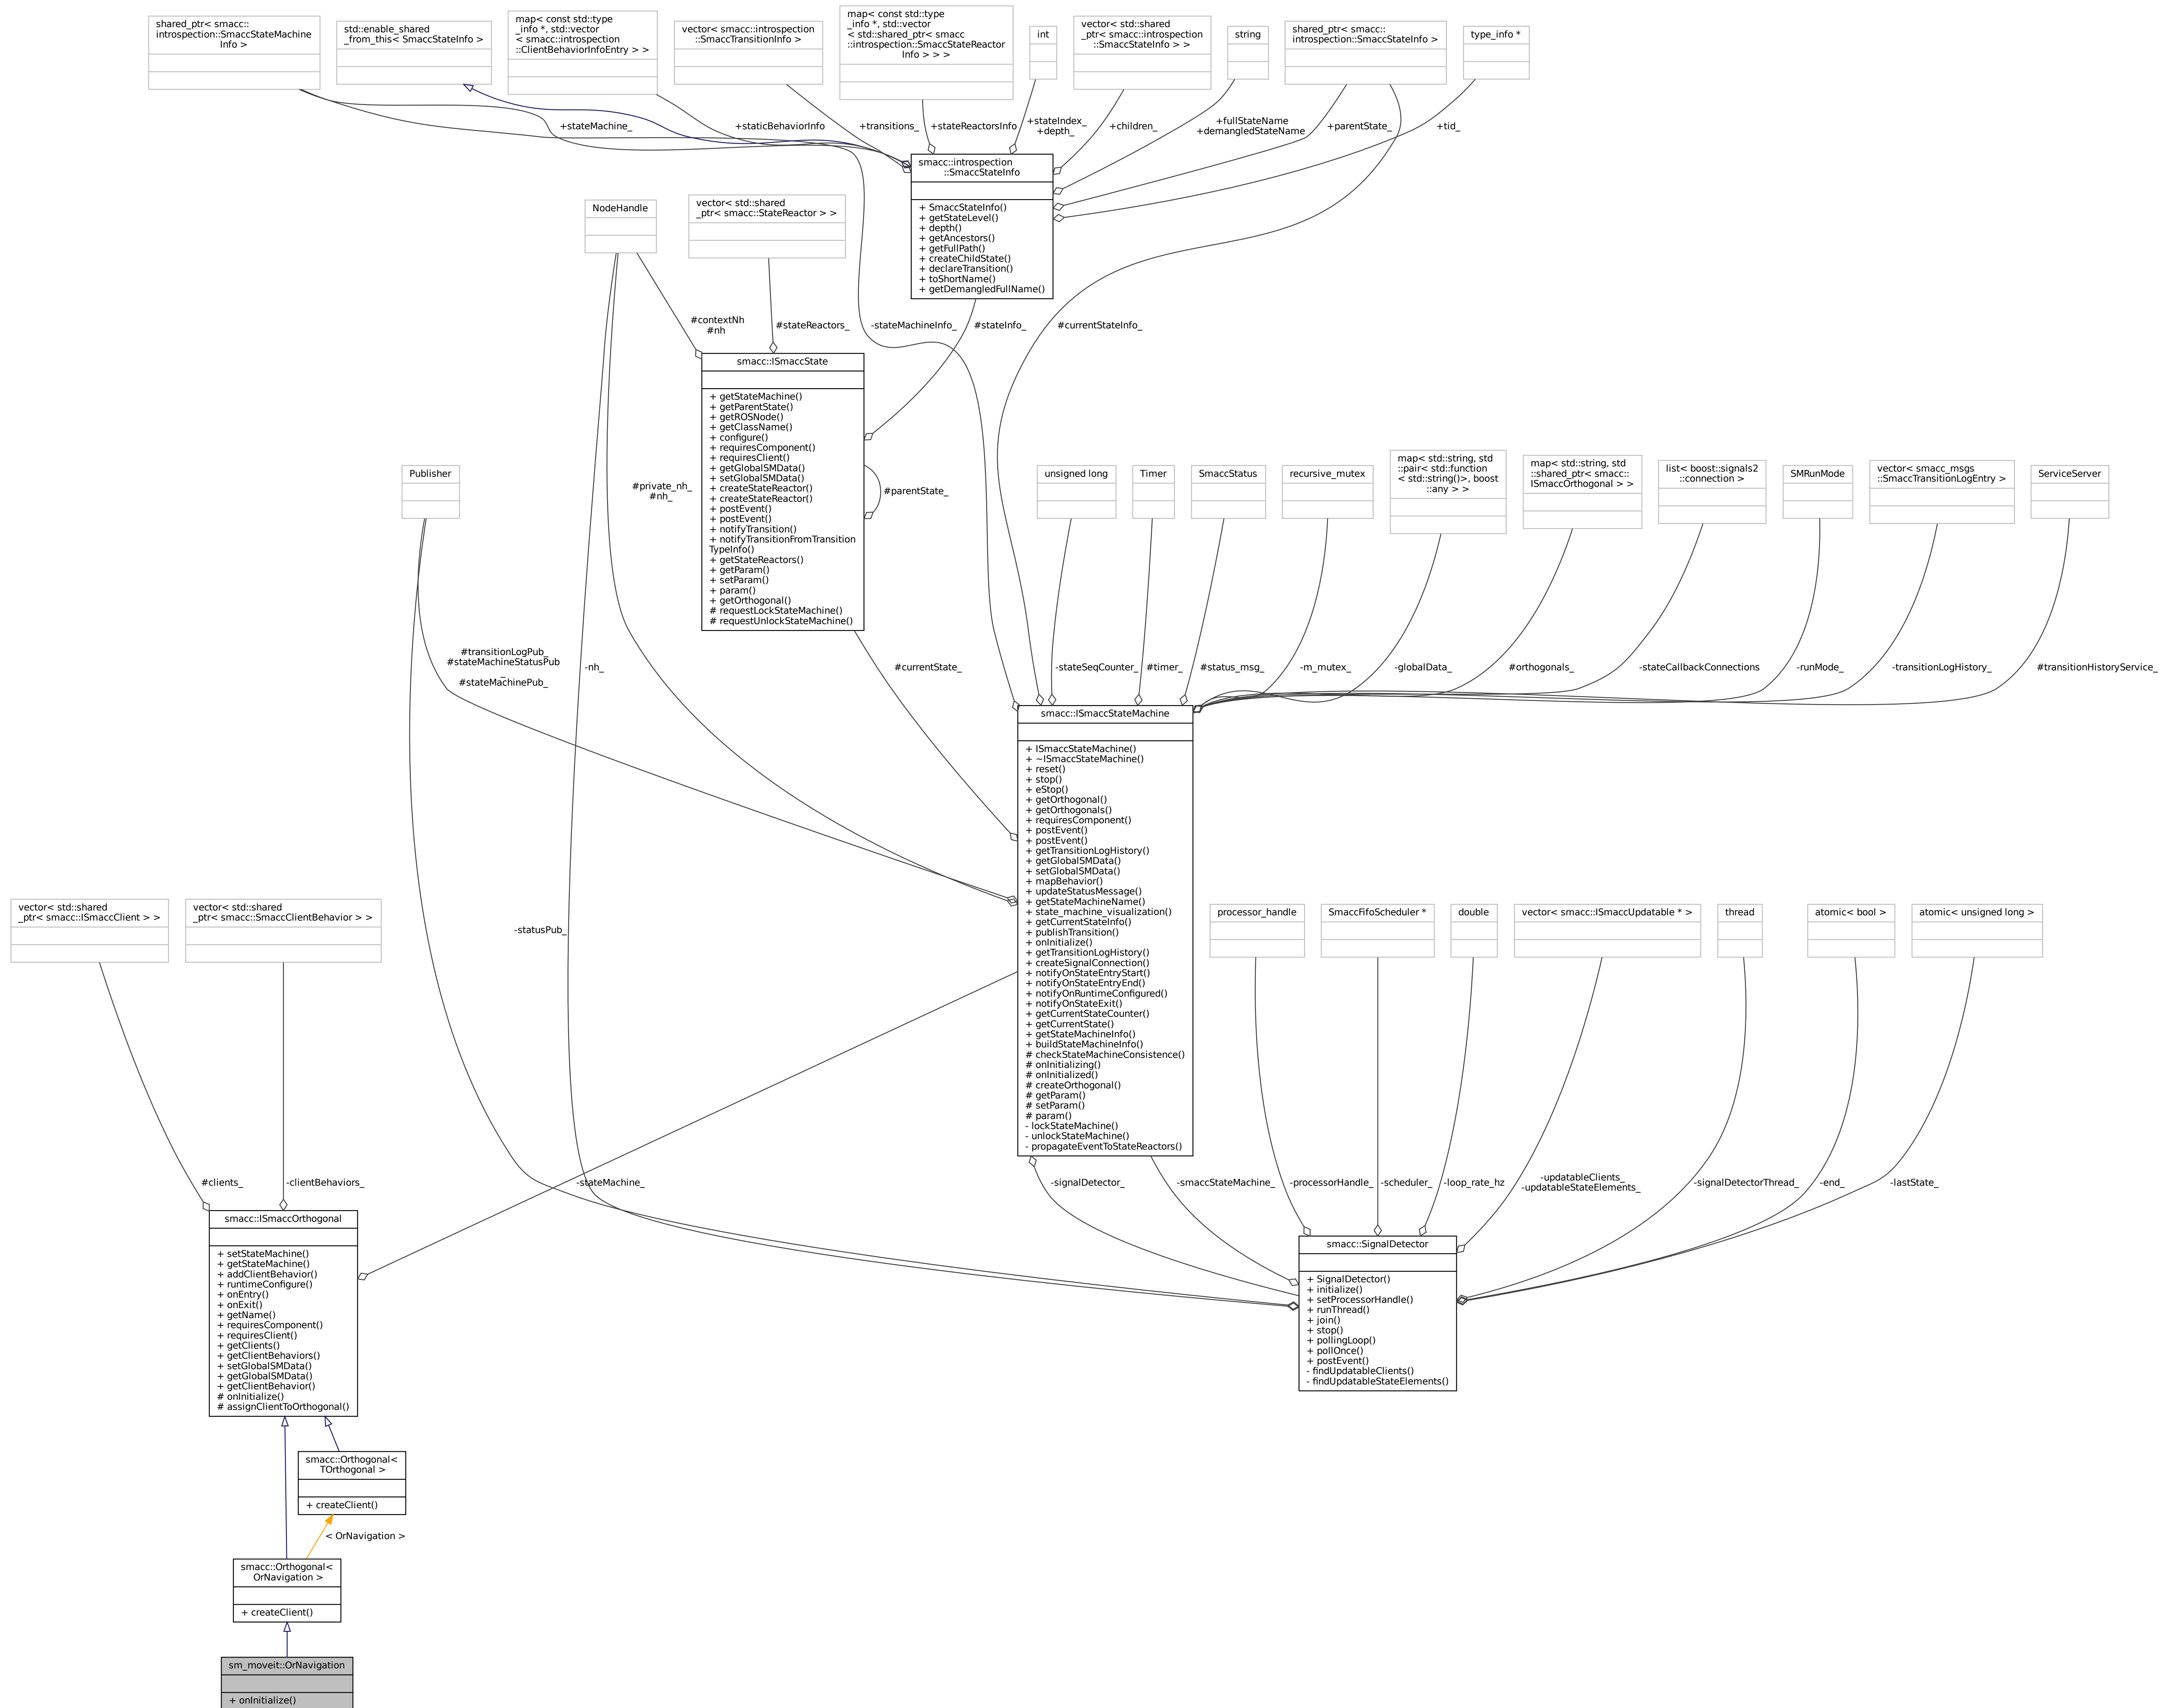 shared_ptr< smacc::
introspection::SmaccStateMachine
Info >
std::enable_shared
_from_this< SmaccStateInfo >
map< const std::type
_info *, std::vector
< smacc::introspection
::ClientBehaviorInfoEntry > >
vector< smacc::introspection
::SmaccTransitionInfo >
map< const std::type
_info *, std::vector
< std::shared_ptr< smacc
::introspection::SmaccStateReactor
Info > > >
int
vector< std::shared
_ptr< smacc::introspection
::SmaccStateInfo > >
string
shared_ptr< smacc::
introspection::SmaccStateInfo >
type_info *
+stateMachine_
+staticBehaviorInfo
+transitions_
+stateReactorsInfo
+stateIndex_
+depth_
+children_
+fullStateName
+demangledStateName
+parentState_
+tid_
smacc::introspection
::SmaccStateInfo
+ SmaccStateInfo()
+ getStateLevel()
+ depth()
+ getAncestors()
+ getFullPath()
+ createChildState()
+ declareTransition()
+ toShortName()
+ getDemangledFullName()
NodeHandle
vector< std::shared
_ptr< smacc::StateReactor > >
#contextNh
#nh
#stateReactors_
-stateMachineInfo_
#stateInfo_
#currentStateInfo_
smacc::ISmaccState
+ getStateMachine()
+ getParentState()
+ getROSNode()
+ getClassName()
+ configure()
+ requiresComponent()
+ requiresClient()
+ getGlobalSMData()
+ setGlobalSMData()
+ createStateReactor()
+ createStateReactor()
+ postEvent()
+ postEvent()
+ notifyTransition()
+ notifyTransitionFromTransition
TypeInfo()
+ getStateReactors()
+ getParam()
+ setParam()
+ param()
+ getOrthogonal()
# requestLockStateMachine()
# requestUnlockStateMachine()
#parentState_
#private_nh_
#nh_
Publisher
unsigned long
Timer
SmaccStatus
recursive_mutex
map< std::string, std
::pair< std::function
< std::string()>, boost
::any > >
map< std::string, std
::shared_ptr< smacc::
ISmaccOrthogonal > >
list< boost::signals2
::connection >
SMRunMode
vector< smacc_msgs
::SmaccTransitionLogEntry >
ServiceServer
#transitionLogPub_
#stateMachineStatusPub
_
#stateMachinePub_
-nh_
#currentState_
-stateSeqCounter_
#timer_
#status_msg_
-m_mutex_
-globalData_
#orthogonals_
-stateCallbackConnections
-runMode_
-transitionLogHistory_
#transitionHistoryService_
smacc::ISmaccStateMachine
+ ISmaccStateMachine()
+ ~ISmaccStateMachine()
+ reset()
+ stop()
+ eStop()
+ getOrthogonal()
+ getOrthogonals()
+ requiresComponent()
+ postEvent()
+ postEvent()
+ getTransitionLogHistory()
+ getGlobalSMData()
+ setGlobalSMData()
+ mapBehavior()
+ updateStatusMessage()
+ getStateMachineName()
+ state_machine_visualization()
+ getCurrentStateInfo()
+ publishTransition()
+ onInitialize()
+ getTransitionLogHistory()
+ createSignalConnection()
+ notifyOnStateEntryStart()
+ notifyOnStateEntryEnd()
+ notifyOnRuntimeConfigured()
+ notifyOnStateExit()
+ getCurrentStateCounter()
+ getCurrentState()
+ getStateMachineInfo()
+ buildStateMachineInfo()
# checkStateMachineConsistence()
# onInitializing()
# onInitialized()
# createOrthogonal()
# getParam()
# setParam()
# param()
- lockStateMachine()
- unlockStateMachine()
- propagateEventToStateReactors()
vector< std::shared
_ptr< smacc::ISmaccClient > >
vector< std::shared
_ptr< smacc::SmaccClientBehavior > >
-statusPub_
processor_handle
SmaccFifoScheduler *
double
vector< smacc::ISmaccUpdatable * >
thread
atomic< bool >
atomic< unsigned long >
#clients_
-clientBehaviors_
-stateMachine_
-signalDetector_
-smaccStateMachine_
-processorHandle_
-scheduler_
-loop_rate_hz
-updatableClients_
-updatableStateElements_
-signalDetectorThread_
-end_
-lastState_
smacc::ISmaccOrthogonal
+ setStateMachine()
+ getStateMachine()
+ addClientBehavior()
+ runtimeConfigure()
+ onEntry()
+ onExit()
+ getName()
+ requiresComponent()
+ requiresClient()
+ getClients()
+ getClientBehaviors()
+ setGlobalSMData()
+ getGlobalSMData()
+ getClientBehavior()
# onInitialize()
# assignClientToOrthogonal()
smacc::SignalDetector
+ SignalDetector()
+ initialize()
+ setProcessorHandle()
+ runThread()
+ join()
+ stop()
+ pollingLoop()
+ pollOnce()
+ postEvent()
- findUpdatableClients()
- findUpdatableStateElements()
smacc::Orthogonal<
TOrthogonal >
+ createClient()
< OrNavigation >
smacc::Orthogonal<
OrNavigation >
+ createClient()
sm_moveit::OrNavigation
+ onInitialize()